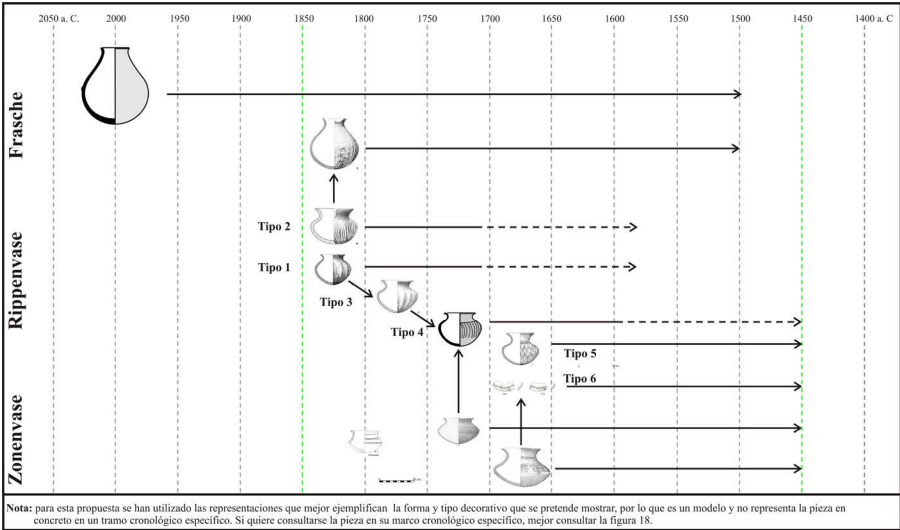 2050 a. C. 2000 1950 1900 1850 1800 1750 1700 1650 1600 1550 1500 1450 1400 a. C
Frasche
Rippenvase
Zonenvase
Tipo 2
Tipo 1
Tipo 3
Tipo 4
Tipo 5
Tipo 6
Nota: para esta propuesta se han utilizado las representaciones que mejor ejemplifican la forma y tipo decorativo que se pretende mostrar, por lo que es un modelo y no representa la pieza en
concreto en un tramo cronológico específico. Si quiere consultarse la pieza en su marco cronológico específico, mejor consultar la figura 18.